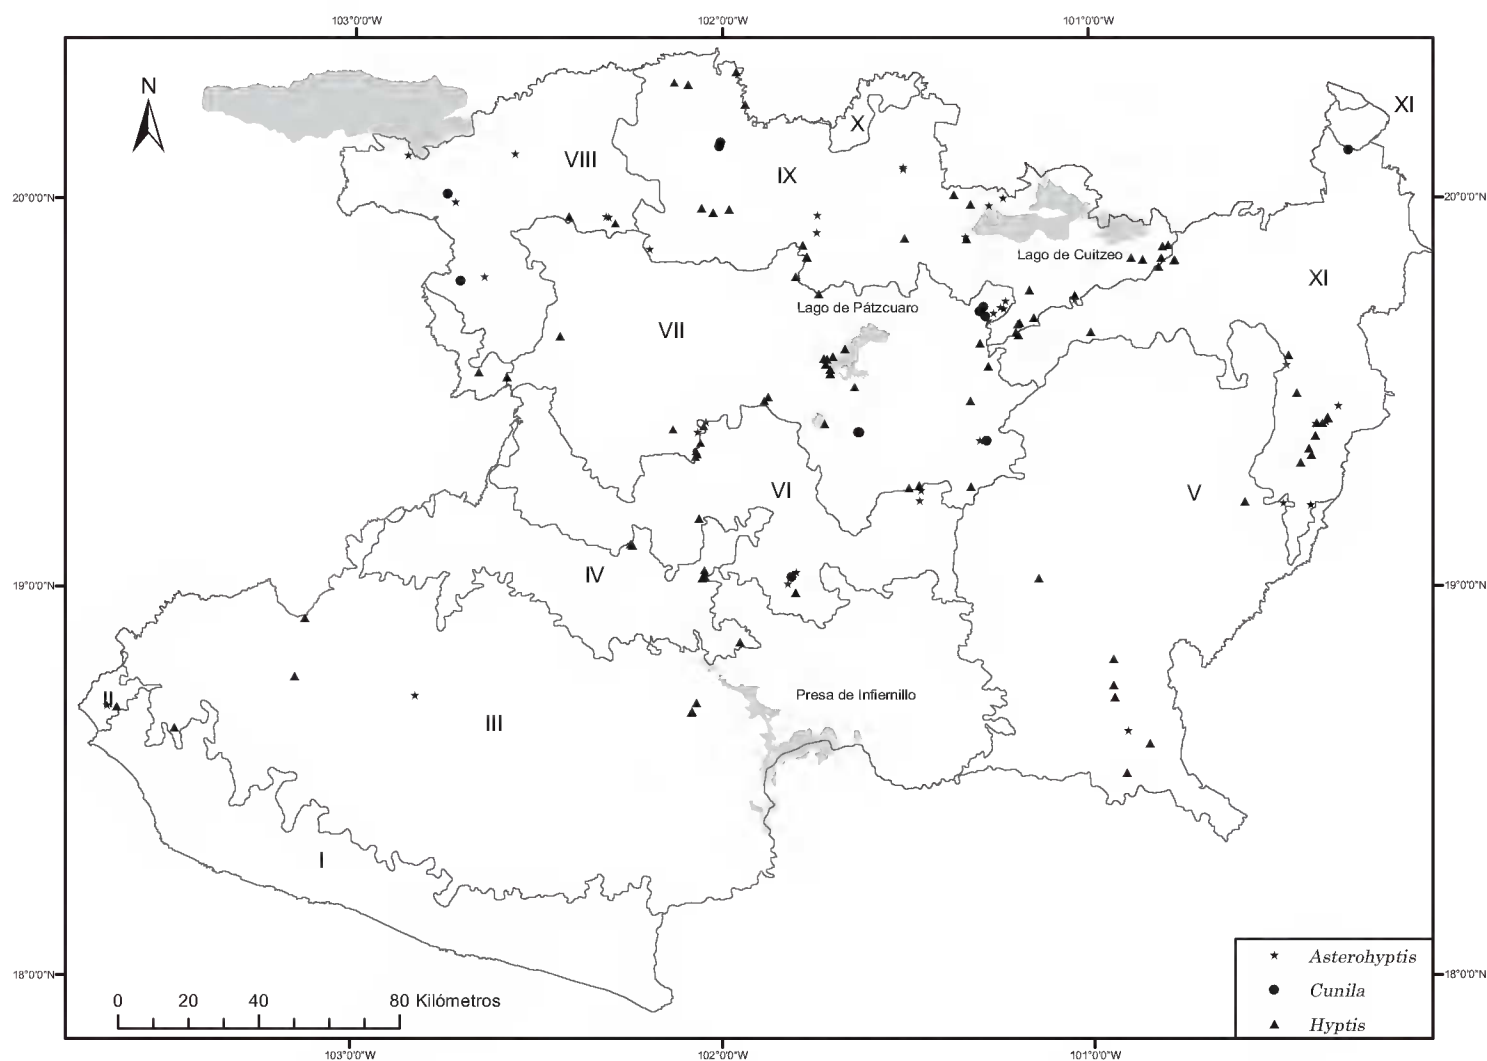 103°0'0"W 102°0'0"W 101°0'0"W
N
XI
X
VIII
IX
20°0'0"N 20°0'0"N
Lago de Cuitzeo
XI
Lago de Pátzcuaro
VII
VI
V
IV
19°0'0"N 19°0'0"N
II
Presa de Infiernillo
III
I
Asterohyptis
18°0'0"N 18°0'0"N
Cunila
0 20 40 80 Kilómetros
Hyptis
103°0'0"W 102°0'0"W 101°0'0"W